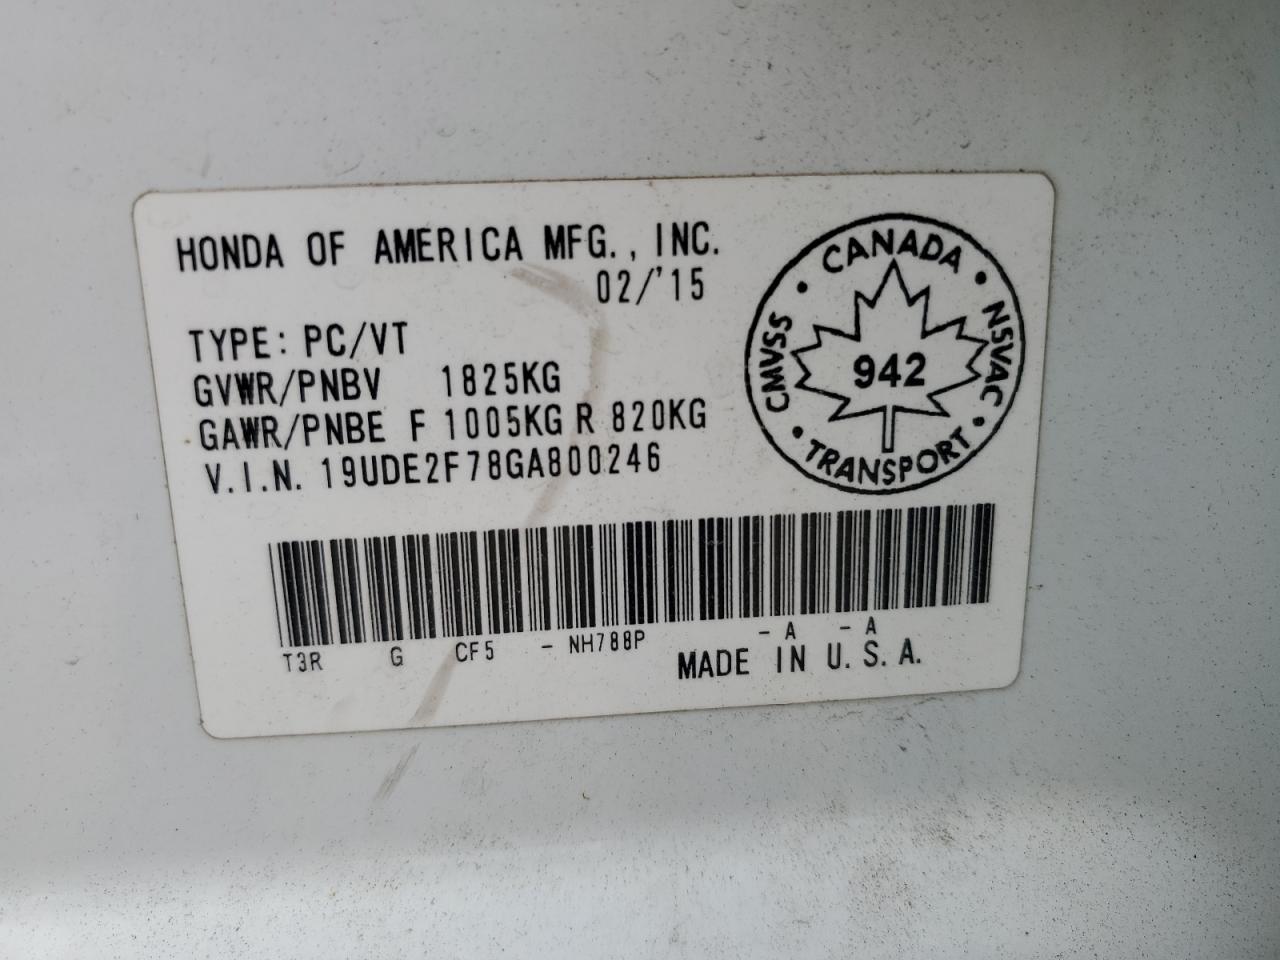 HONDA OF AMERICA MFG., INC.
02/'15
TYPE: PC/VT
GVWR/PNBV 1825KG
GAWR/PNBE F 1005KG R 820KG
V.I.N. 19UDE2F78GA800246
CANADA
NSVAC
TRANSPORT
CMVSS
942
T3R G CF5 - NH788P - A - A
MADE IN U.S.A.